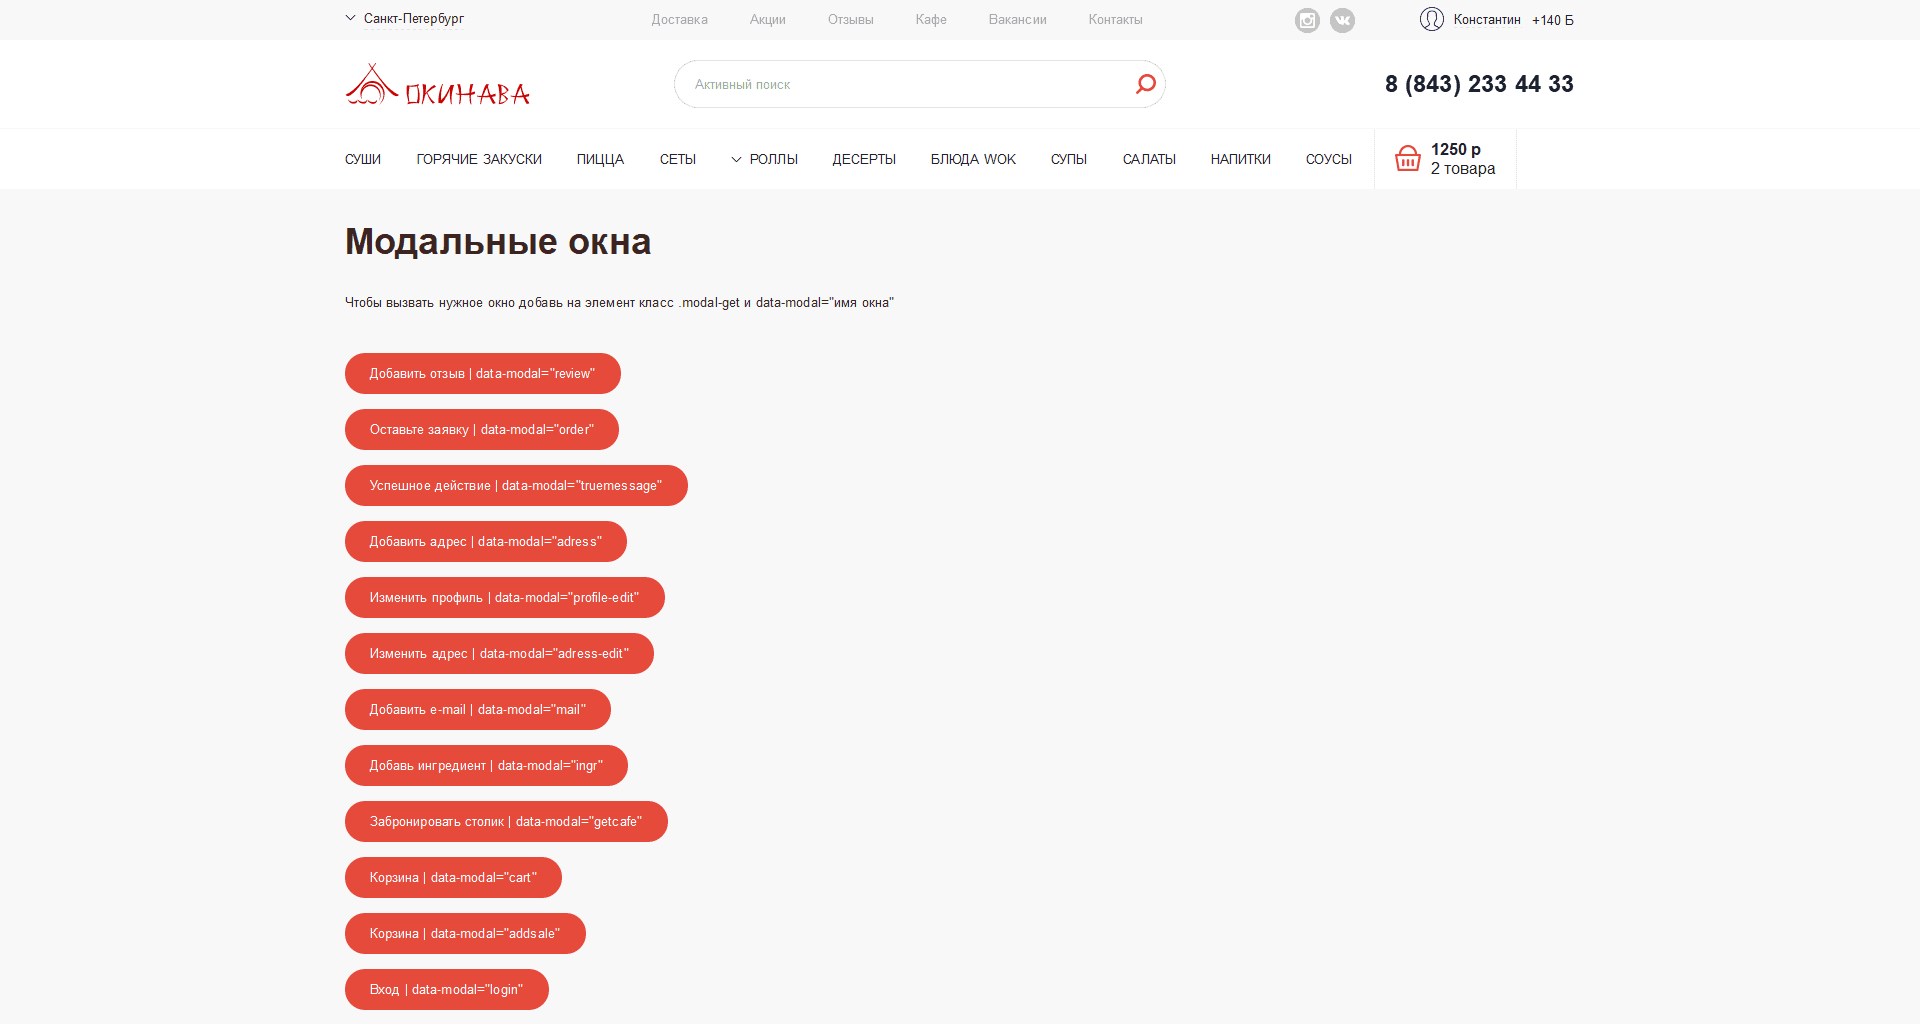 Санкт-Петербург
Доставка Акции Отзывы Кафе Вакансии Контакты
Константин +140 Б
ОКИНАВА
Активный поиск
8 (843) 233 44 33
СУШИ ГОРЯЧИЕ ЗАКУСКИ ПИЦЦА СЕТЫ РОЛЛЫ ДЕСЕРТЫ БЛЮДА WOK СУПЫ САЛАТЫ НАПИТКИ СОУСЫ
1250 р
2 товара
Модальные окна
Чтобы вызвать нужное окно добавь на элемент класс .modal-get и data-modal="имя окна"
Добавить отзыв | data-modal="review"
Оставьте заявку | data-modal="order"
Успешное действие | data-modal="truemessage"
Добавить адрес | data-modal="adress"
Изменить профиль | data-modal="profile-edit"
Изменить адрес | data-modal="adress-edit"
Добавить e-mail | data-modal="mail"
Добавь ингредиент | data-modal="ingr"
Забронировать столик | data-modal="getcafe"
Корзина | data-modal="cart"
Корзина | data-modal="addsale"
Вход | data-modal="login"